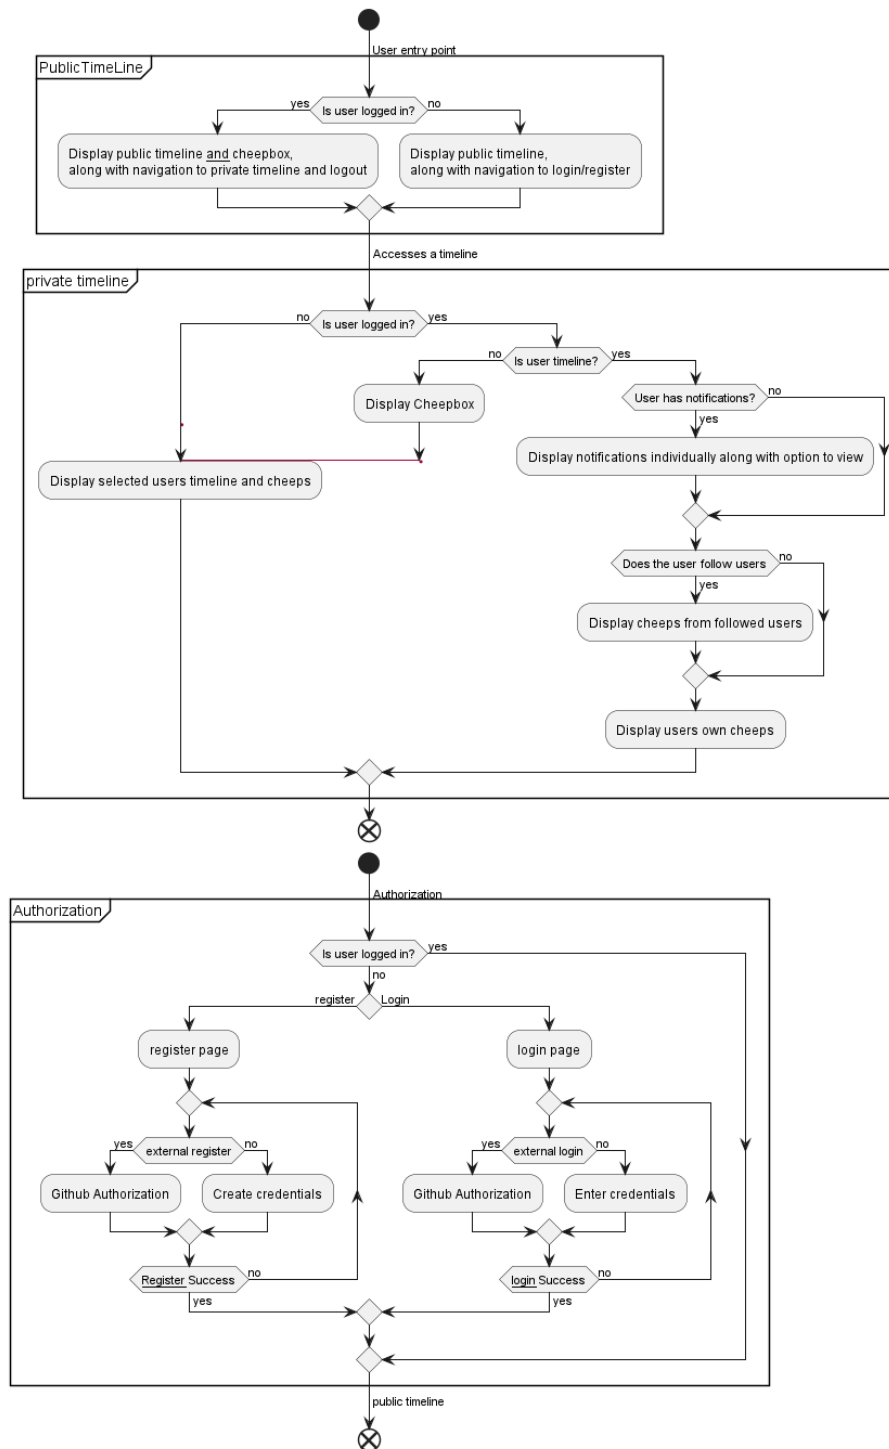 User entry point
PublicTimeLine
Is user logged in?
yes
no
Display public timeline and cheepbox,
along with navigation to private timeline and logout
Display public timeline,
along with navigation to login/register
Accesses a timeline
private timeline
Is user logged in?
no
yes
Is user timeline?
no
yes
Display Cheepbox
User has notifications?
no
yes
Display notifications individually along with option to view
Display selected users timeline and cheeps
Does the user follow users
no
yes
Display cheeps from followed users
Display users own cheeps
Authorization
Authorization
Is user logged in?
yes
no
register
Login
register page
login page
yes
external register
no
yes
external login
no
Github Authorization
Create credentials
Github Authorization
Enter credentials
Register Success
no
login Success
no
yes
yes
public timeline